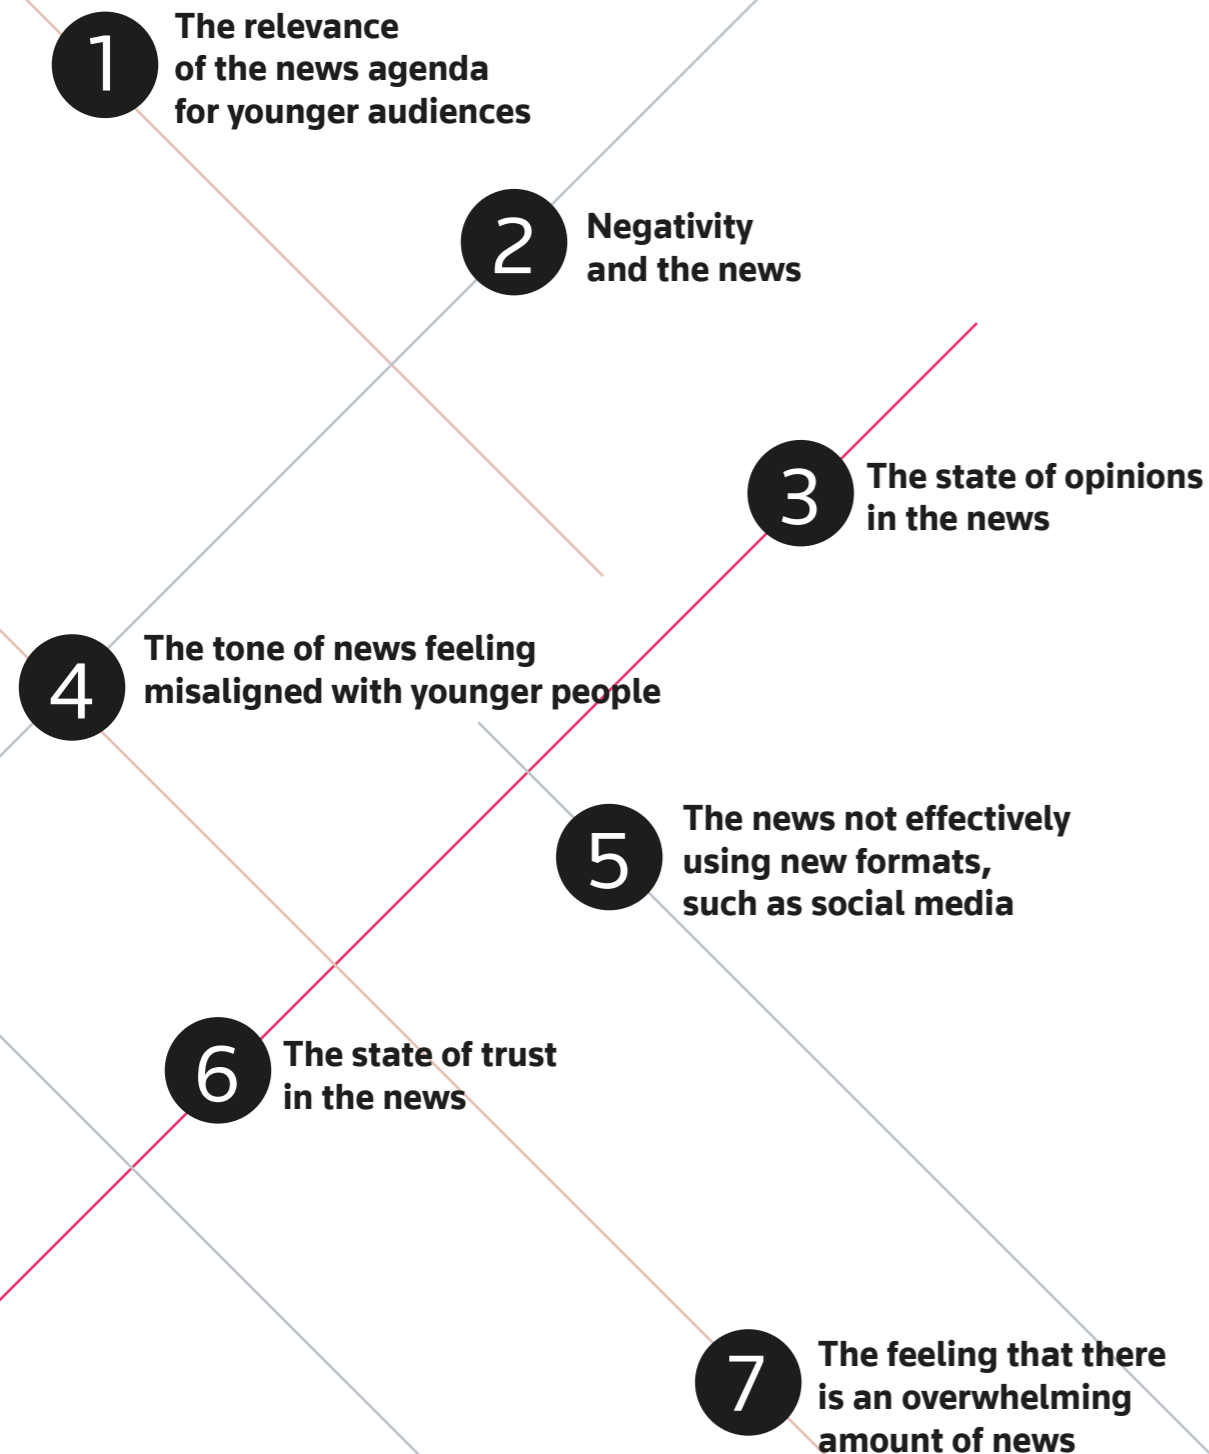 1
The relevance
of the news agenda
for younger audiences
2
Negativity
and the news
3
The state of opinions
in the news
4
The tone of news feeling
misaligned with younger people
5
The news not effectively
using new formats,
such as social media
6
The state of trust
in the news
7
The feeling that there
is an overwhelming
amount of news